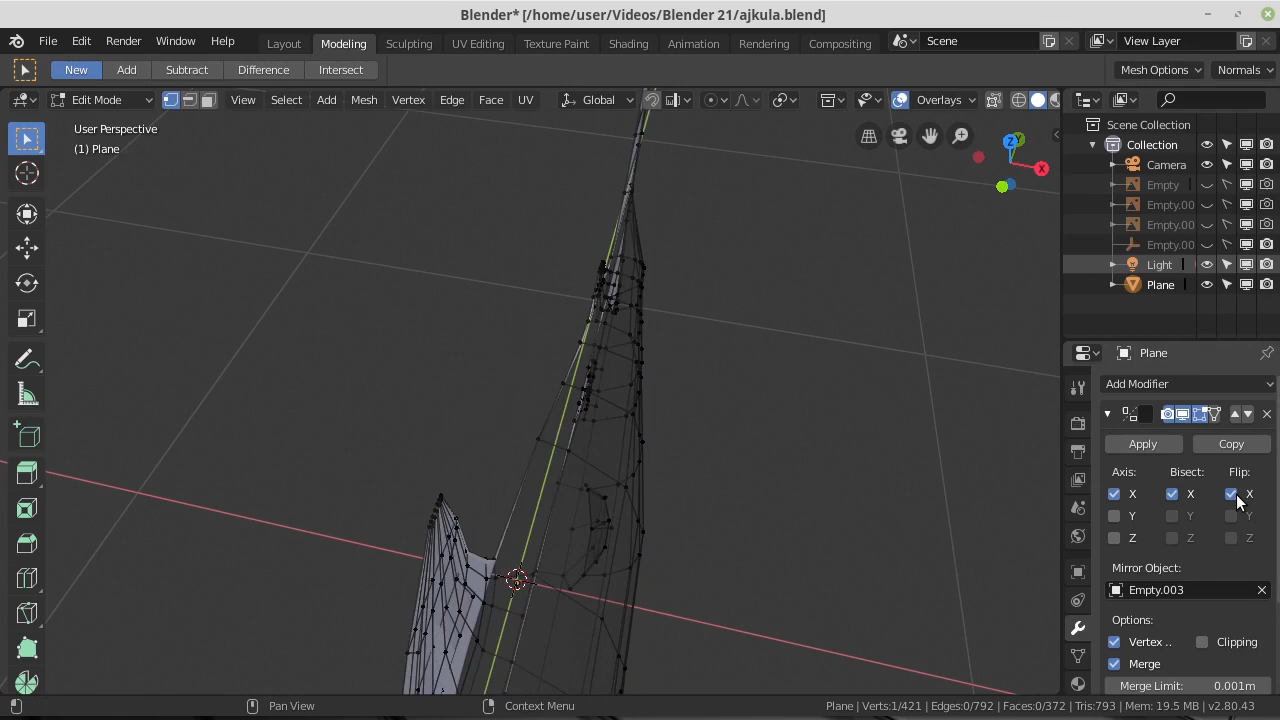 Blender* [/home/user/Videos/Blender 21/ajkula.blend]
File Edit Render Window Help Layout Modeling Sculpting UV Editing Texture Paint Shading Animation Rendering Compositing Scene View Layer
New Add Subtract Difference Intersect Mesh Options Normals
Edit Mode View Select Add Mesh Vertex Edge Face UV Global Overlays
User Perspective
(1) Plane
Z
Y
X
Scene Collection
Collection
Camera
Empty
Empty.00
Empty.00
Empty.00
Light
Plane
Plane
Add Modifier
Apply Copy
Axis: Bisect: Flip:
X X X
Y Y Y
Z Z Z
Mirror Object:
Empty.003
Options:
Vertex .. Clipping
Merge
Merge Limit: 0.001m
Pan View Context Menu Plane | Verts:1/421 | Edges:0/792 | Faces:0/372 | Tris:793 | Mem: 19.5 MB | v2.80.43